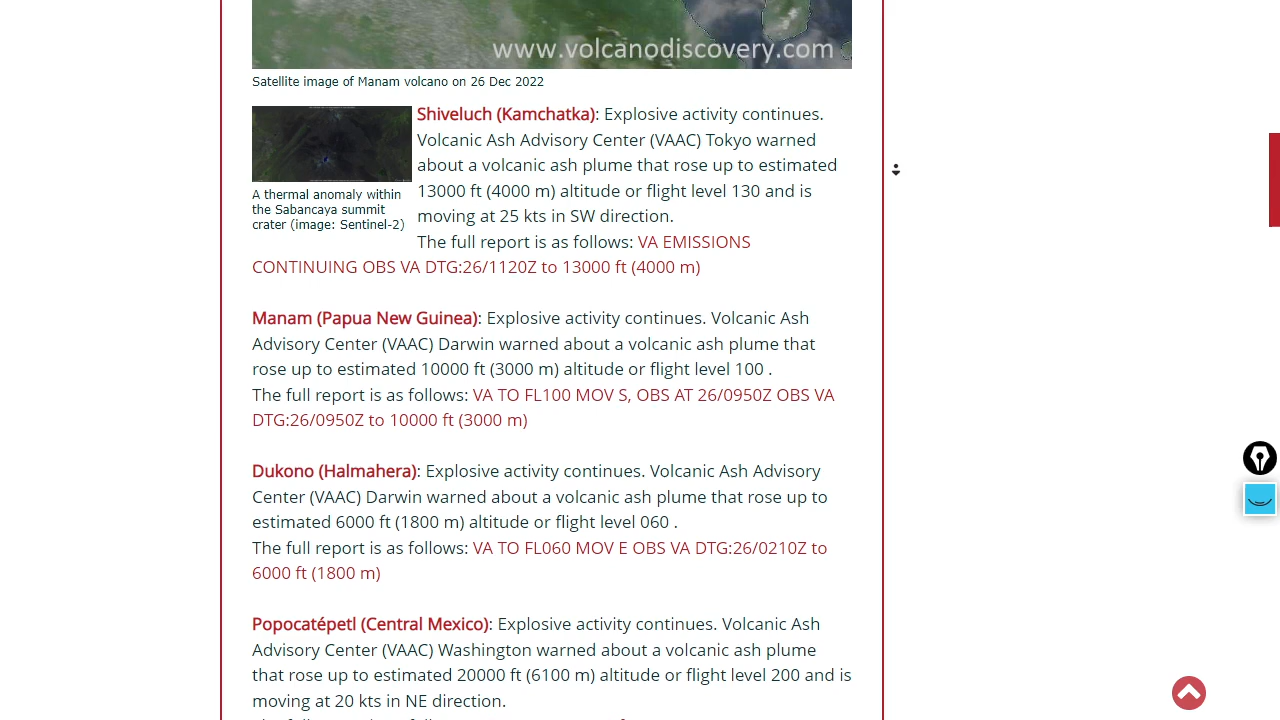 www.volcanodiscovery.com
Satellite image of Manam volcano on 26 Dec 2022
A thermal anomaly within
the Sabancaya summit
crater (image: Sentinel-2)
Shiveluch (Kamchatka): Explosive activity continues.
Volcanic Ash Advisory Center (VAAC) Tokyo warned
about a volcanic ash plume that rose up to estimated
13000 ft (4000 m) altitude or flight level 130 and is
moving at 25 kts in SW direction.
The full report is as follows: VA EMISSIONS
CONTINUING OBS VA DTG:26/1120Z to 13000 ft (4000 m)
Manam (Papua New Guinea): Explosive activity continues. Volcanic Ash
Advisory Center (VAAC) Darwin warned about a volcanic ash plume that
rose up to estimated 10000 ft (3000 m) altitude or flight level 100 .
The full report is as follows: VA TO FL100 MOV S, OBS AT 26/0950Z OBS VA
DTG:26/0950Z to 10000 ft (3000 m)
Dukono (Halmahera): Explosive activity continues. Volcanic Ash Advisory
Center (VAAC) Darwin warned about a volcanic ash plume that rose up to
estimated 6000 ft (1800 m) altitude or flight level 060 .
The full report is as follows: VA TO FL060 MOV E OBS VA DTG:26/0210Z to
6000 ft (1800 m)
Popocatépetl (Central Mexico): Explosive activity continues. Volcanic Ash
Advisory Center (VAAC) Washington warned about a volcanic ash plume
that rose up to estimated 20000 ft (6100 m) altitude or flight level 200 and is
moving at 20 kts in NE direction.